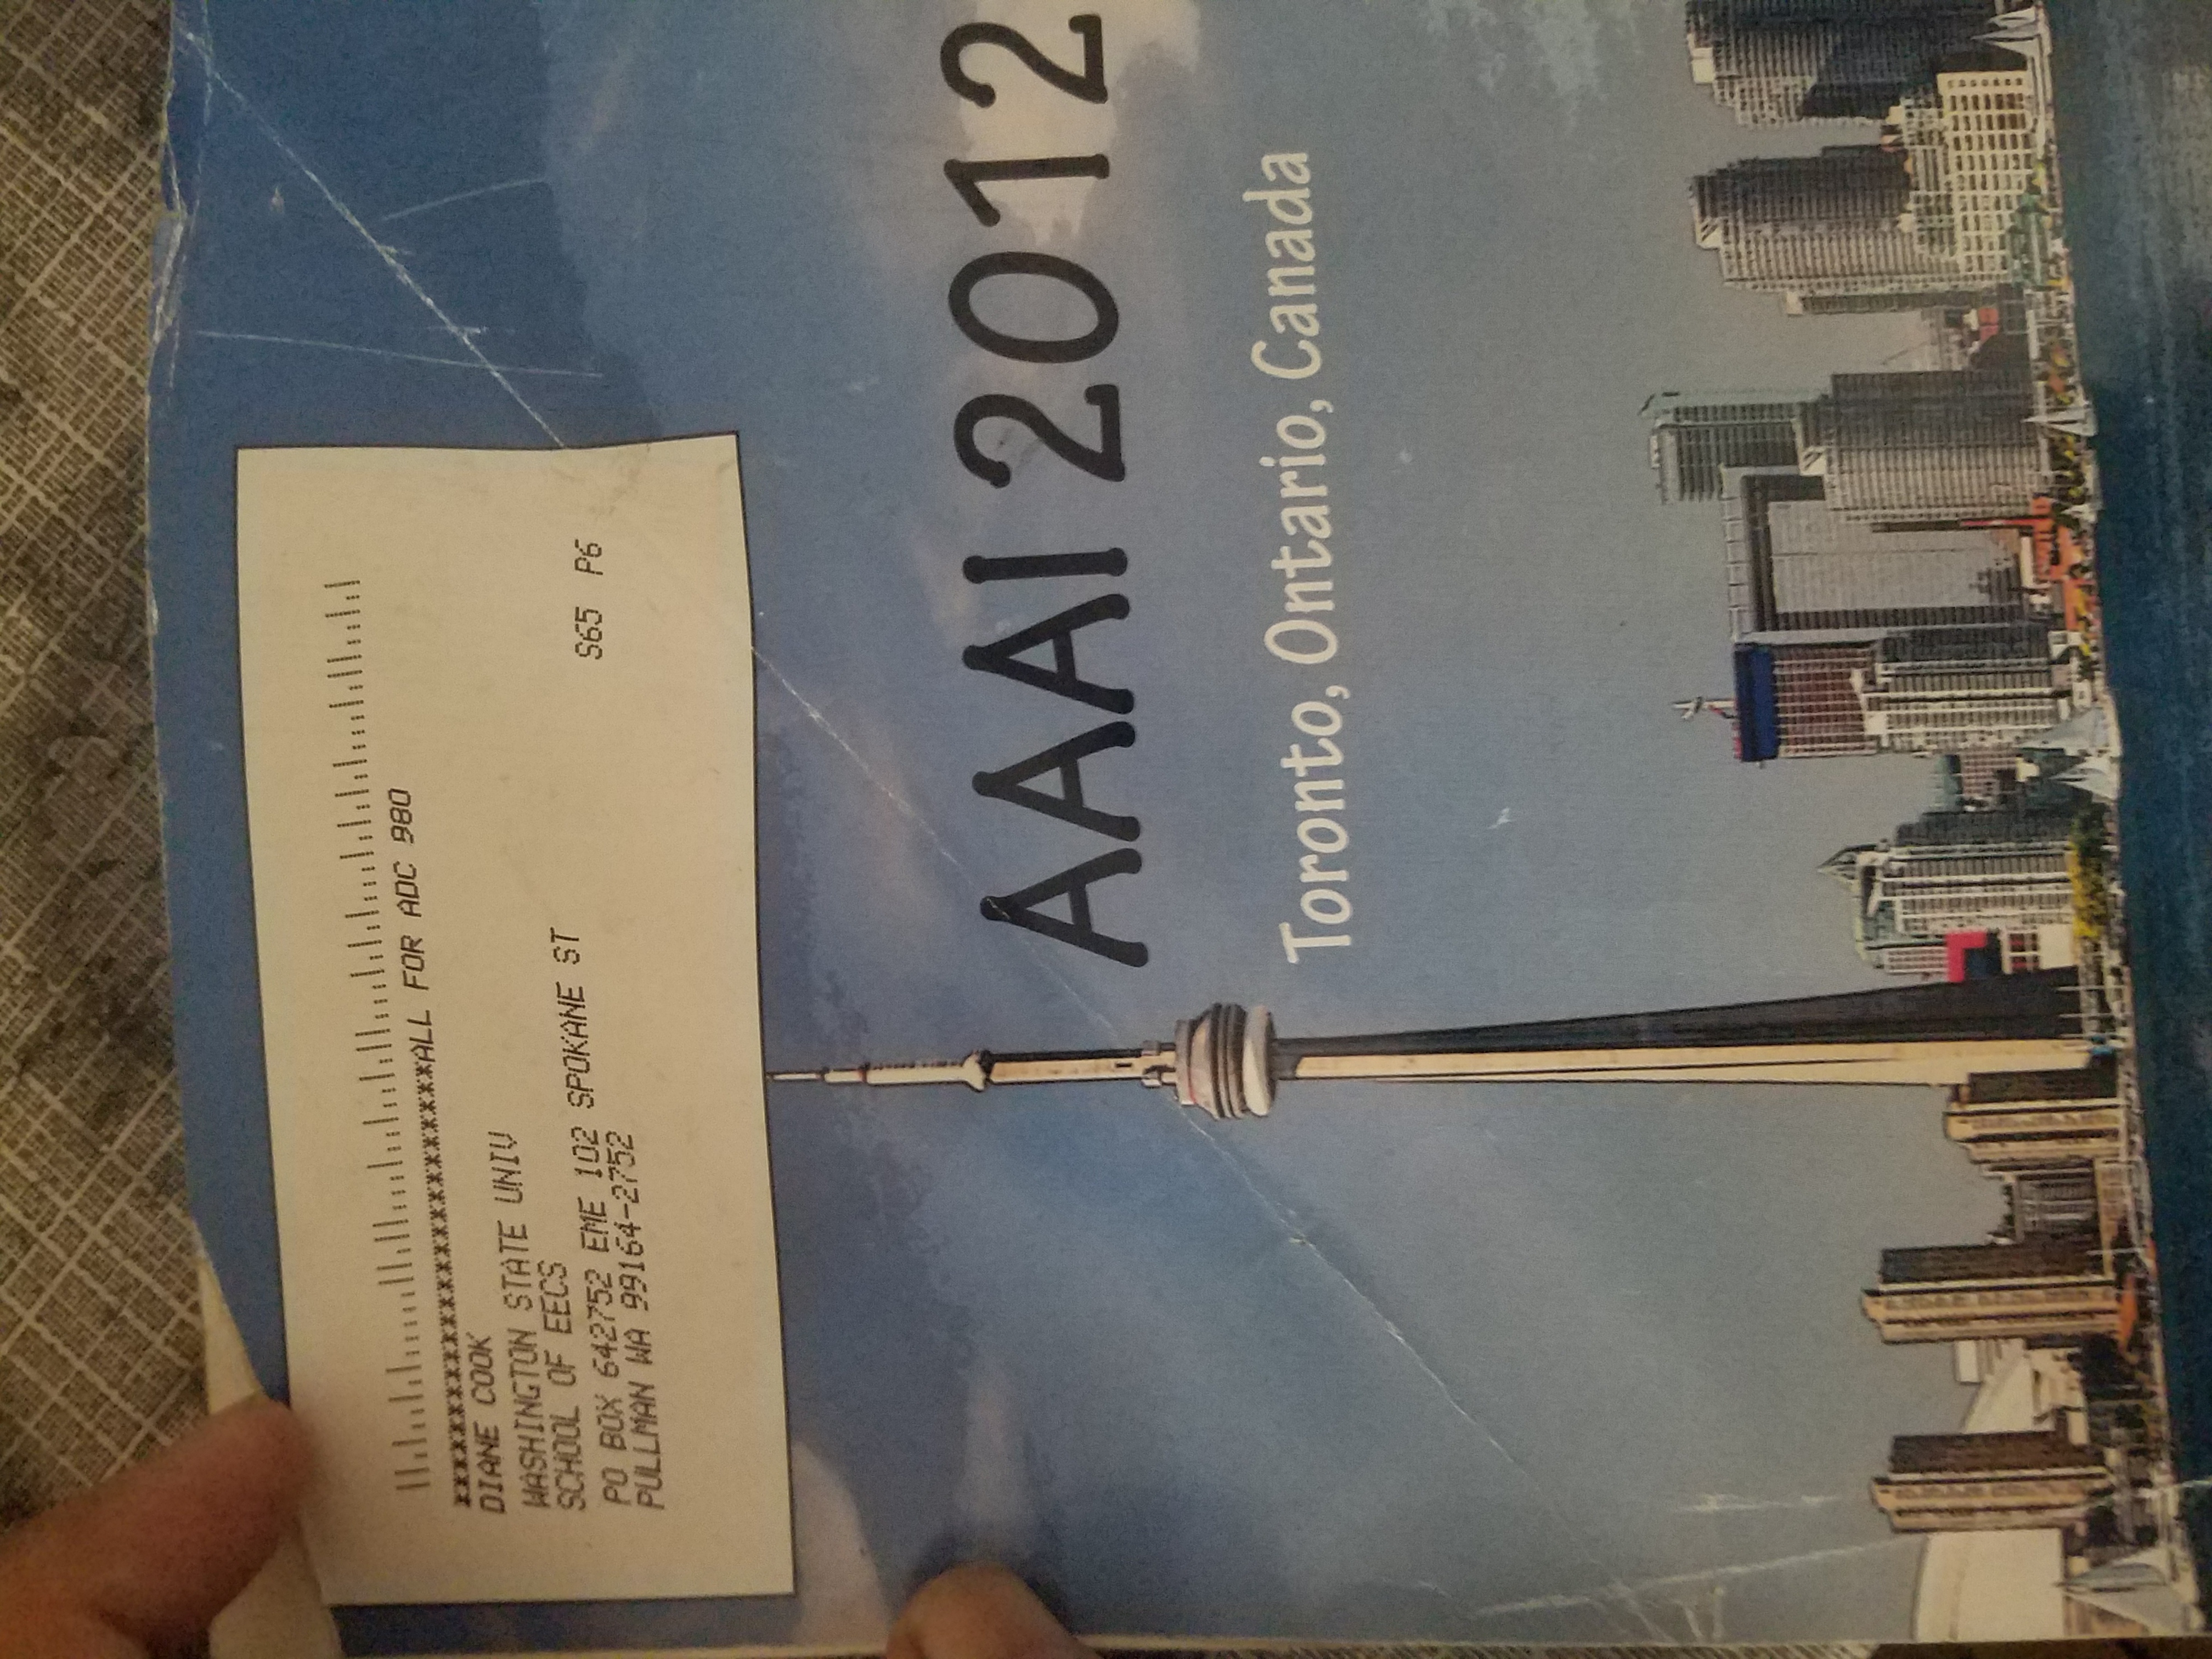 **************************ALL FOR ADC 980
DIANE COOK
WASHINGTON STATE UNIV
SCHOOL OF EECS
PO BOX 642752 EME 102 SPOKANE ST
S65 P6
PULLMAN WA 99164-2752
AAAI 2012
Toronto, Ontario, Canada